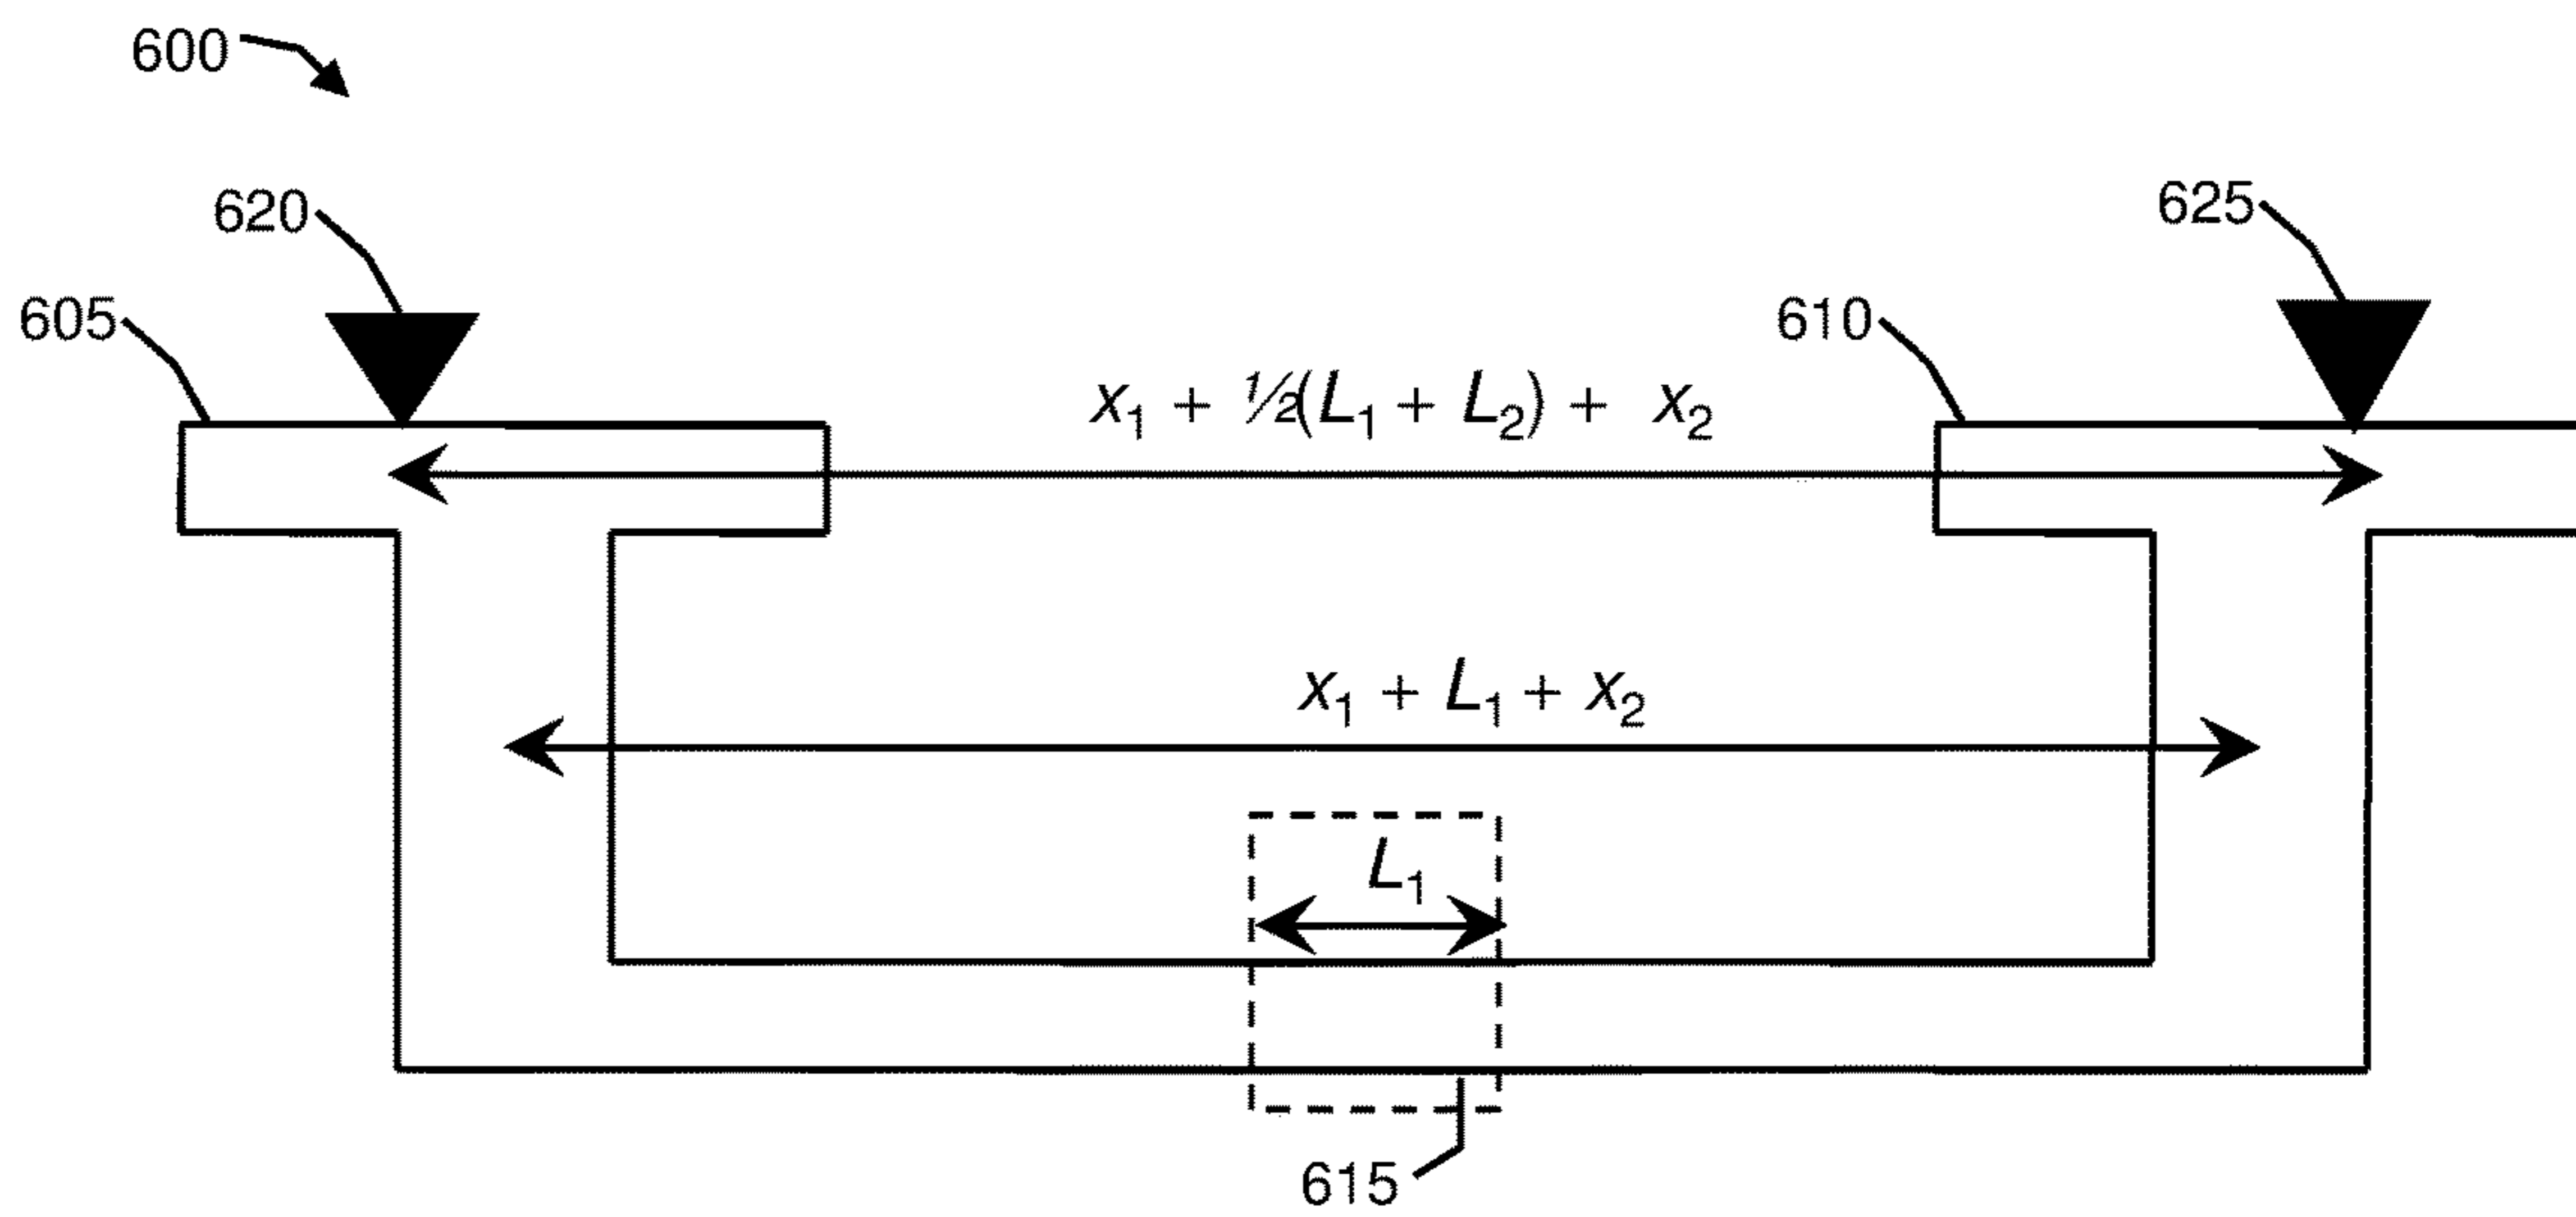 600
620
625
605
610
x₁ + ½(L₁ + L₂) + x₂
x₁ + L₁ + x₂
L₁
615